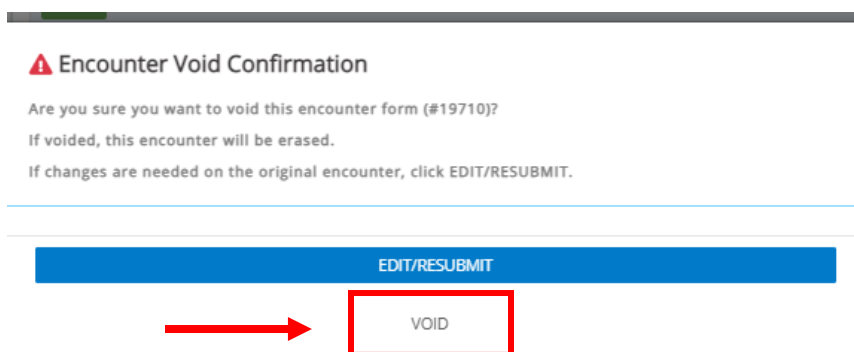 Encounter Void Confirmation
Are you sure you want to void this encounter form (#19710)?
If voided, this encounter will be erased.
If changes are needed on the original encounter, click EDIT/RESUBMIT.
EDIT/RESUBMIT
VOID